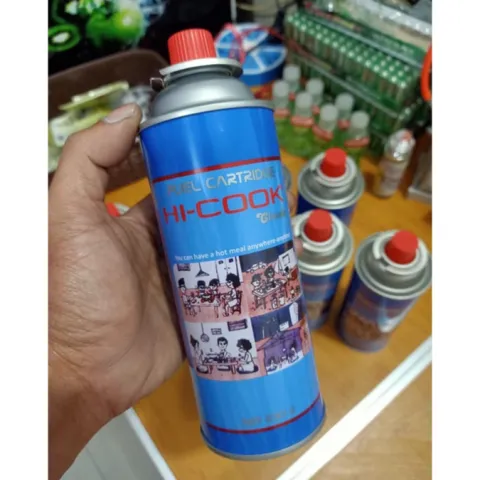 FUEL CARTRIDGE
HI-COOK
You can have a hot meal anywhere